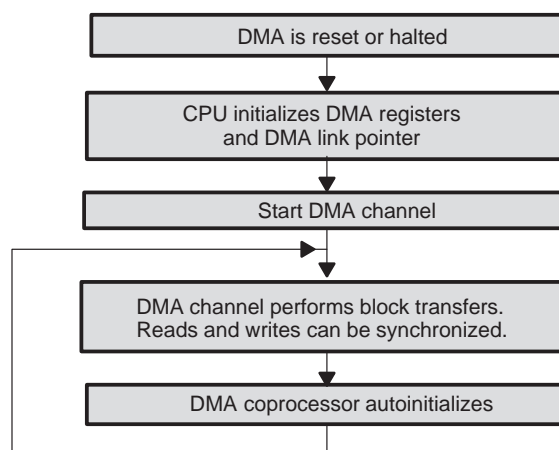 DMA is reset or halted
CPU initializes DMA registers
and DMA link pointer
Start DMA channel
DMA channel performs block transfers.
Reads and writes can be synchronized.
DMA coprocessor autoinitializes